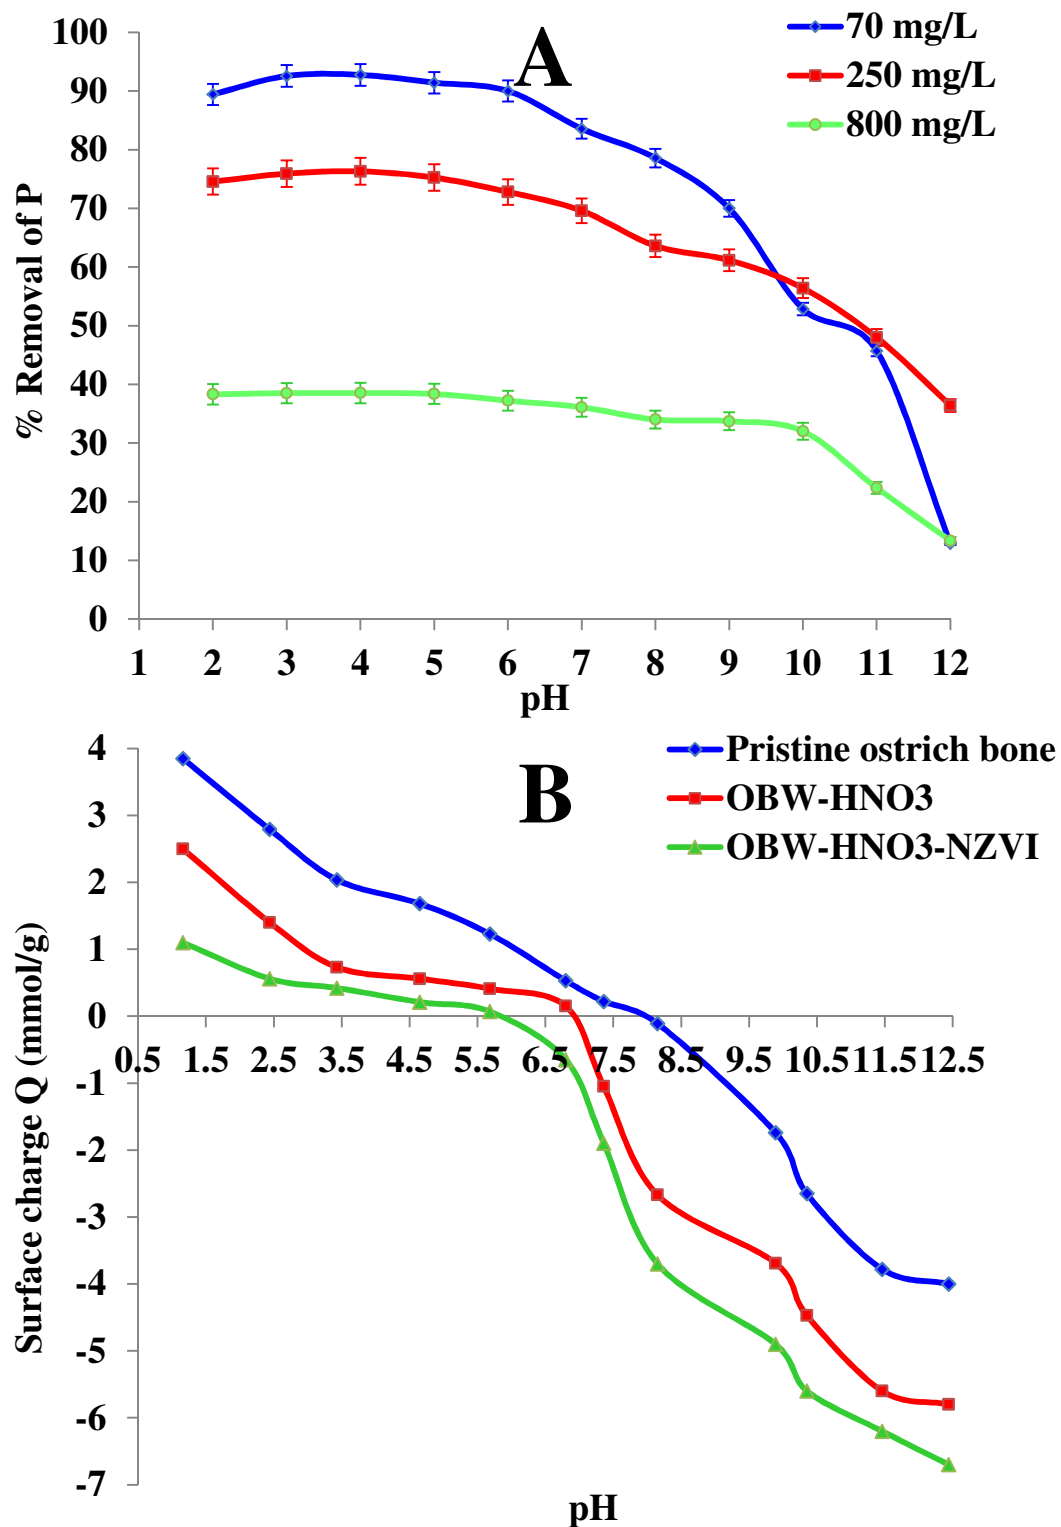 A
70 mg/L
250 mg/L
800 mg/L
% Removal of P
100
90
80
70
60
50
40
30
20
10
0
1 2 3 4 5 6 7 8 9 10 11 12
pH
B
Pristine ostrich bone
OBW-HNO3
OBW-HNO3-NZVI
Surface charge Q (mmol/g)
4
3
2
1
0
0.5 1.5 2.5 3.5 4.5 5.5 6.5 7.5 8.5 9.5 10.5 11.5 12.5
-1
-2
-3
-4
-5
-6
-7
pH